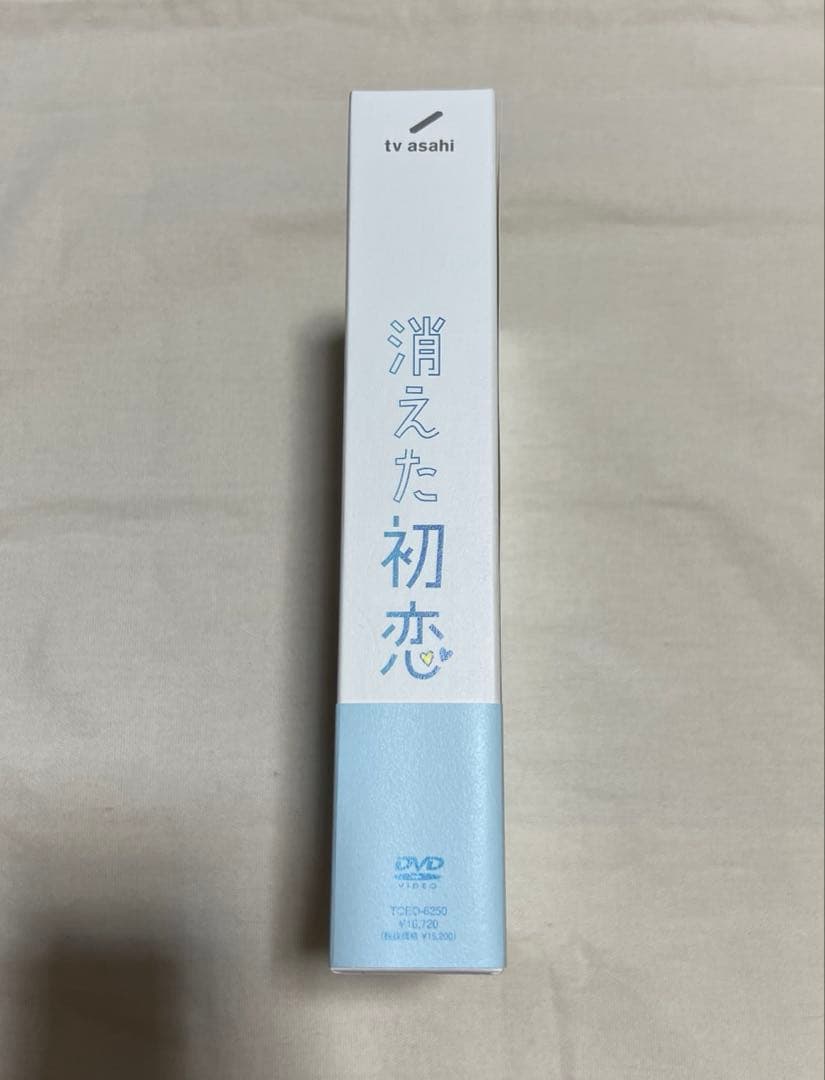 tv asahi
消えた初恋
DVD
VIDEO
TCED-6250
¥16,720
(税抜価格 ¥15,200)